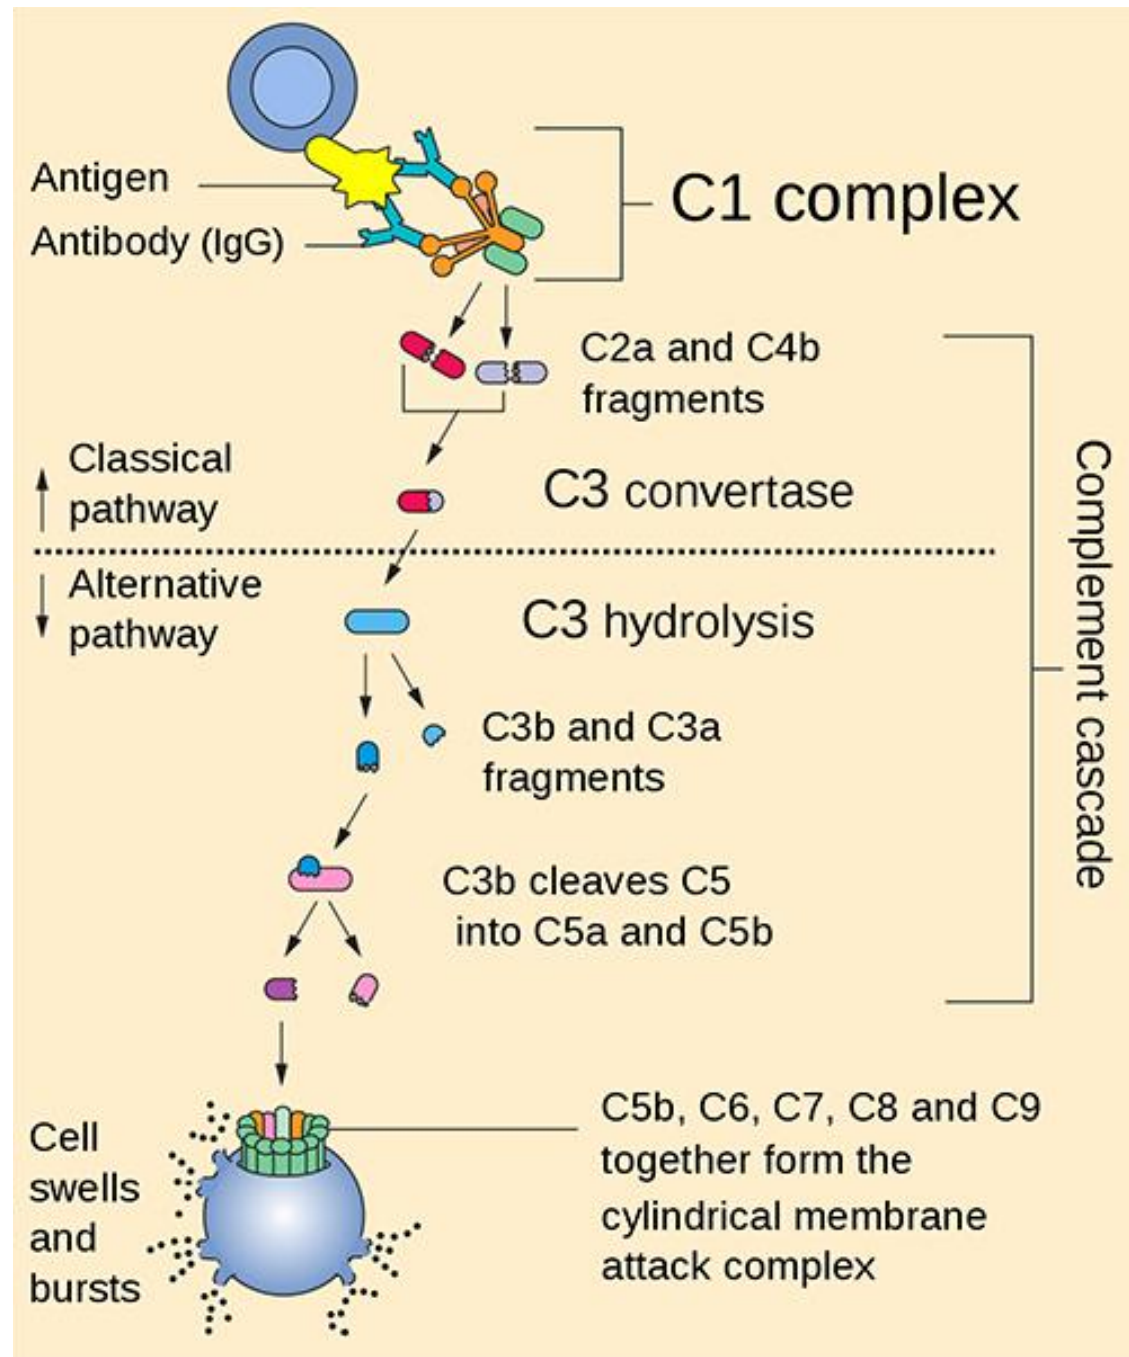 Antigen
Antibody (IgG)
C1 complex
C2a and C4b
fragments
Classical
pathway
C3 convertase
Alternative
pathway
C3 hydrolysis
C3b and C3a
fragments
C3b cleaves C5
into C5a and C5b
Complement cascade
Cell
swells
and
bursts
C5b, C6, C7, C8 and C9
together form the
cylindrical membrane
attack complex